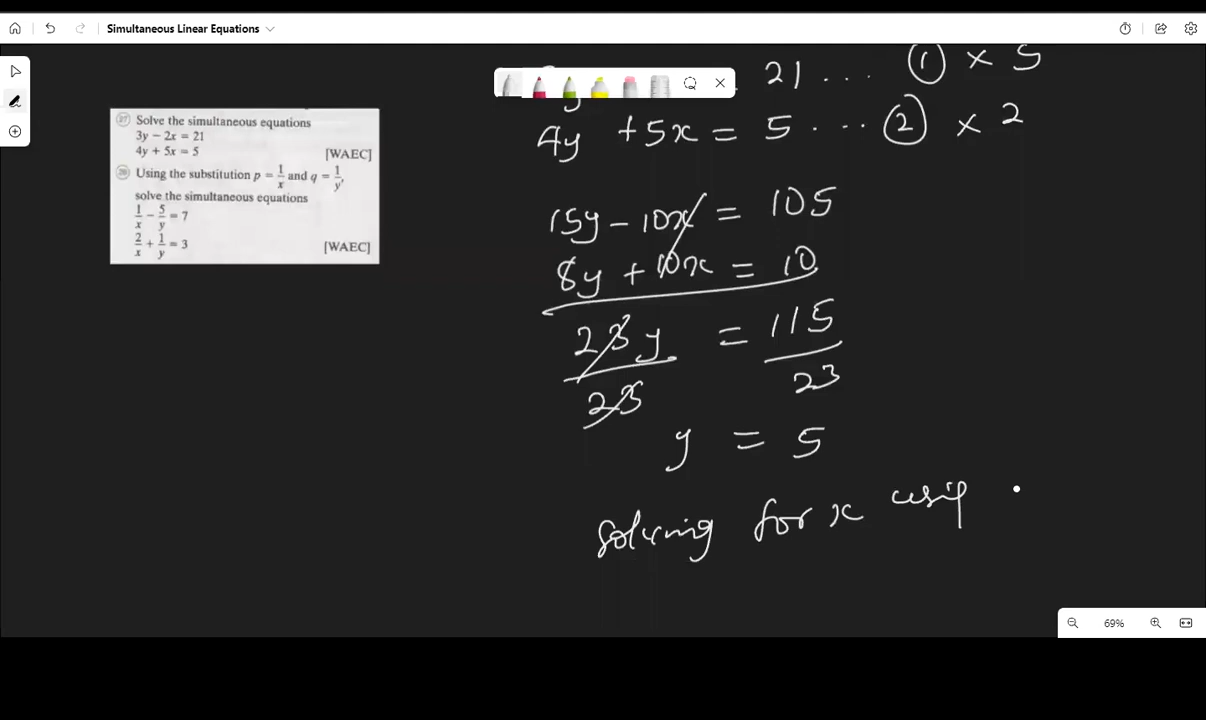 Simultaneous Linear Equations
27 Solve the simultaneous equations
3y − 2x = 21
4y + 5x = 5 [WAEC]
Using the substitution p = 1/x and q = 1/y,
solve the simultaneous equations
1/x − 5/y = 7
2/x + 1/y = 3 [WAEC]
21 ... ① × 5
4y + 5x = 5 ... ② × 2
15y − 10x = 105
8y + 10x = 10
23y = 115
23 23
y = 5
solving for x
69%